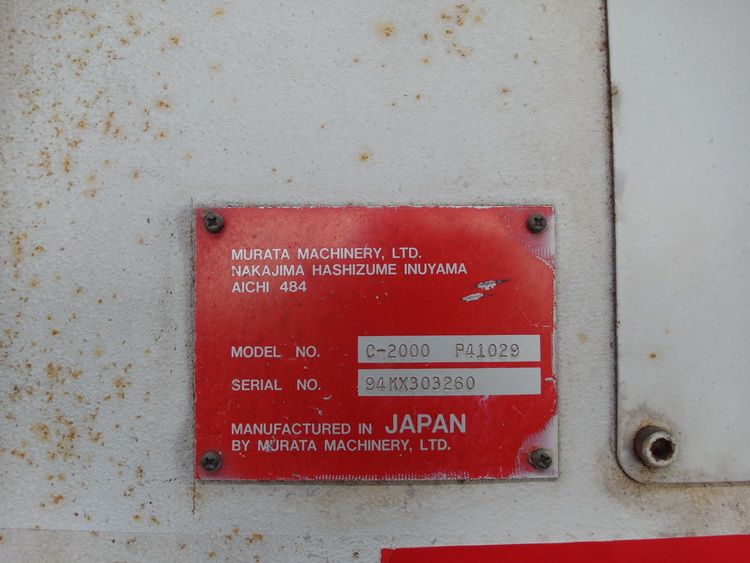 MURATA MACHINERY, LTD.
NAKAJIMA HASHIZUME INUYAMA
AICHI 484
MODEL NO. C-2000 P41029
SERIAL NO. 94KX303260
MANUFACTURED IN JAPAN
BY MURATA MACHINERY, LTD.